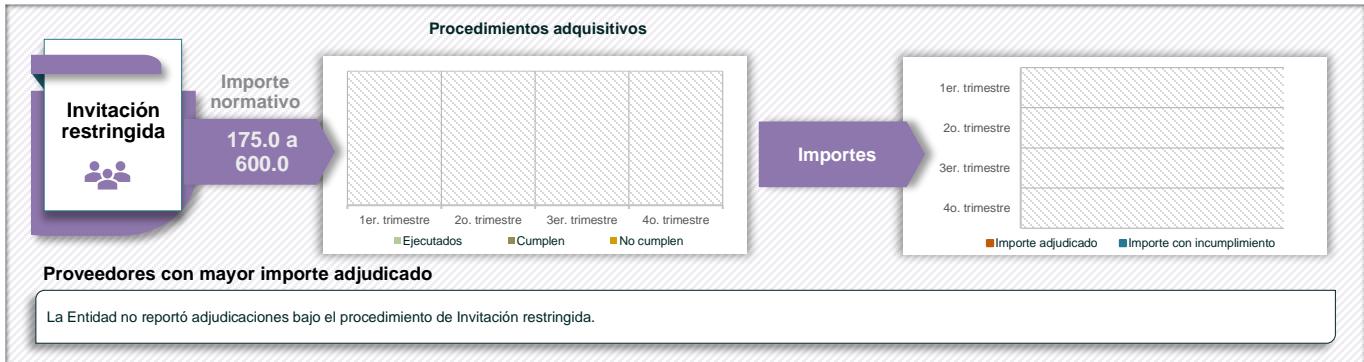 Procedimientos adquisitivos
Invitación
restringida
Importe
normativo
175.0 a
600.0
1er. trimestre
2o. trimestre
3er. trimestre
4o. trimestre
Ejecutados
Cumplen
No cumplen
Importes
1er. trimestre
2o. trimestre
3er. trimestre
4o. trimestre
Importe adjudicado
Importe con incumplimiento
Proveedores con mayor importe adjudicado
La Entidad no reportó adjudicaciones bajo el procedimiento de Invitación restringida.